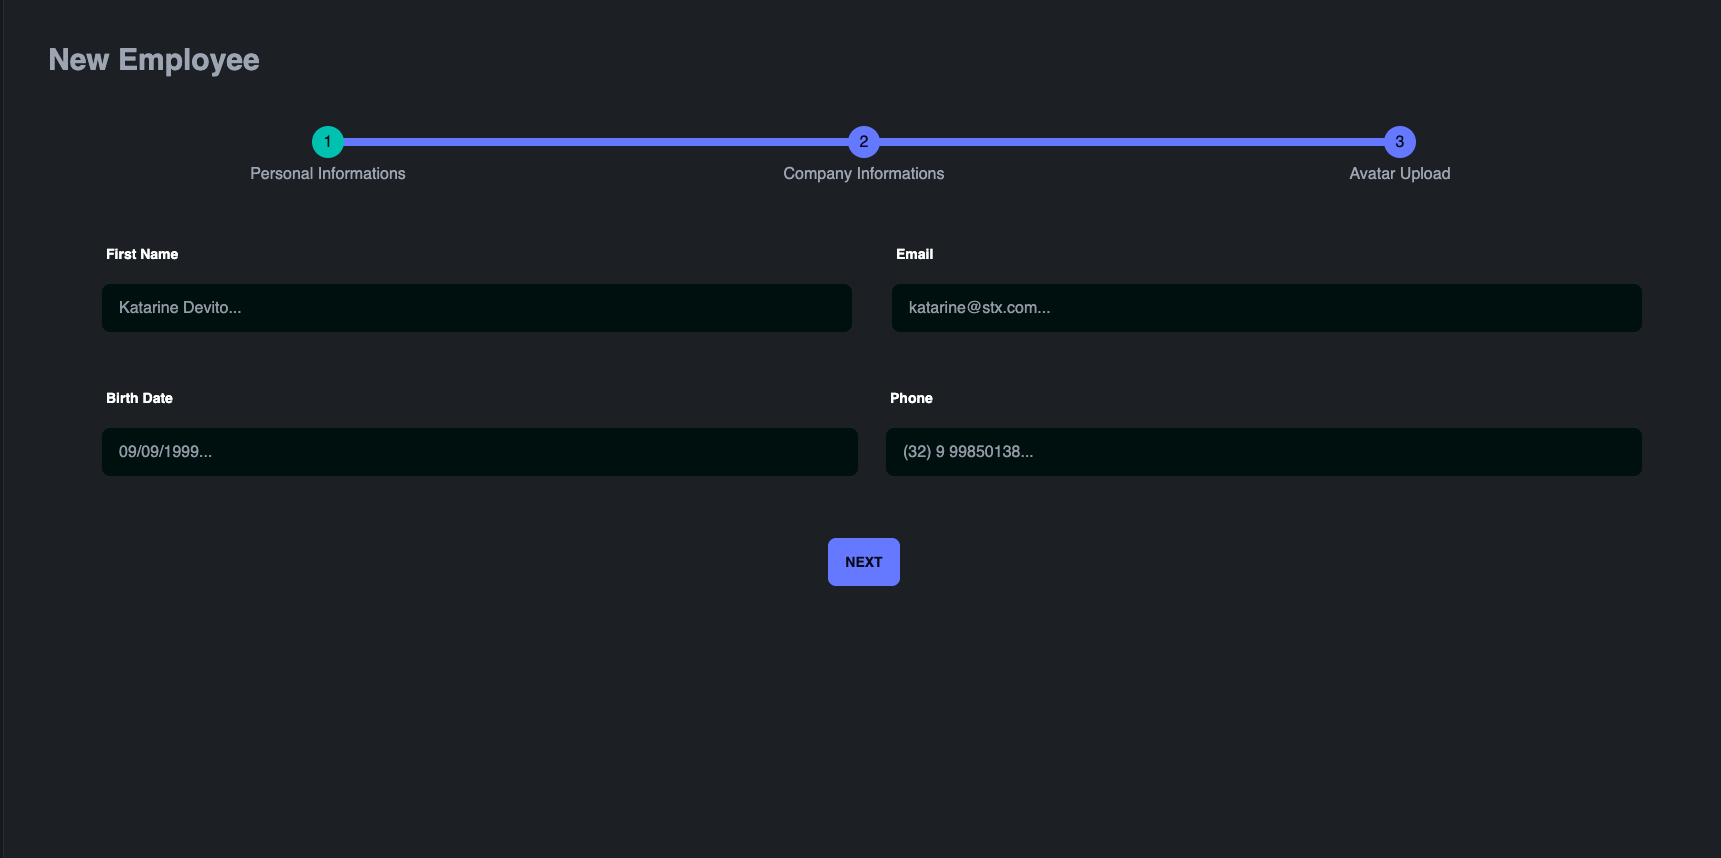 New Employee
1 2 3
Personal Informations Company Informations Avatar Upload
First Name Email
Katarine Devito... katarine@stx.com...
Birth Date Phone
09/09/1999... (32) 9 99850138...
NEXT